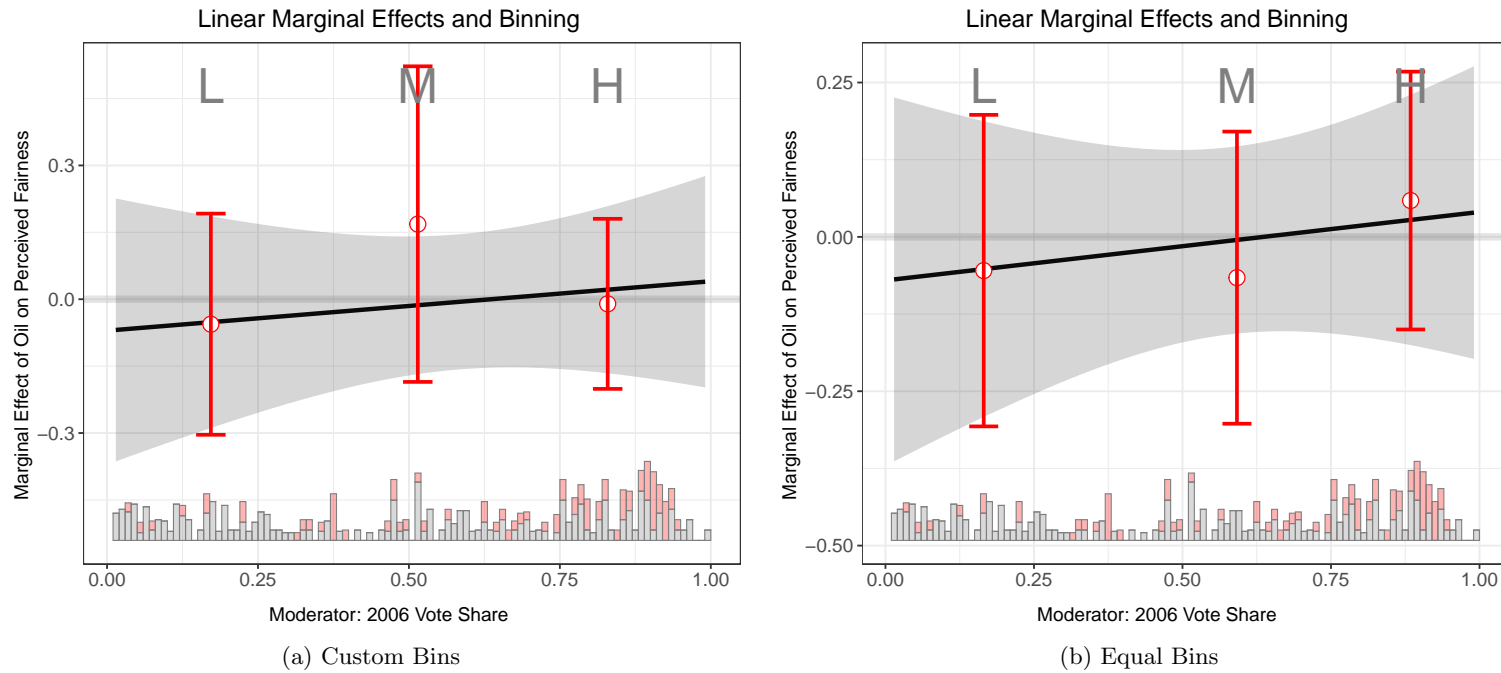 Linear Marginal Effects and Binning
L M H
Marginal Effect of Oil on Perceived Fairness
0.3
0.0
−0.3
0.00 0.25 0.50 0.75 1.00
Moderator: 2006 Vote Share
(a) Custom Bins
Linear Marginal Effects and Binning
L M H
Marginal Effect of Oil on Perceived Fairness
0.25
0.00
−0.25
−0.50
0.00 0.25 0.50 0.75 1.00
Moderator: 2006 Vote Share
(b) Equal Bins